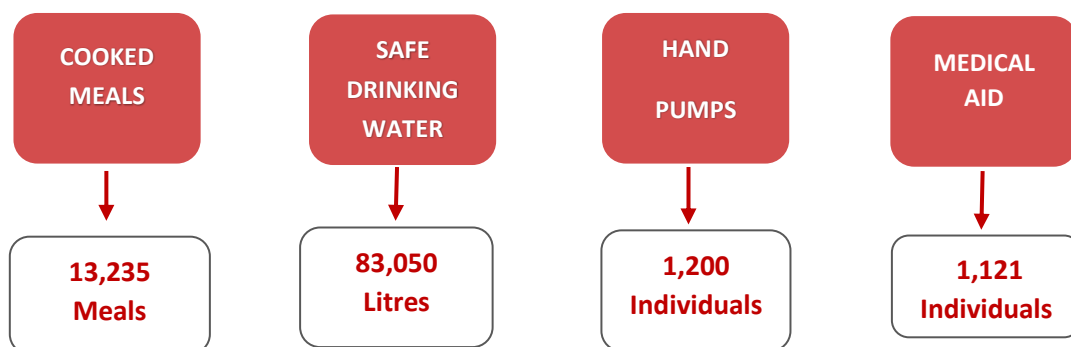 COOKED
MEALS
SAFE
DRINKING
WATER
HAND
PUMPS
MEDICAL
AID
13,235
Meals
83,050
Litres
1,200
Individuals
1,121
Individuals